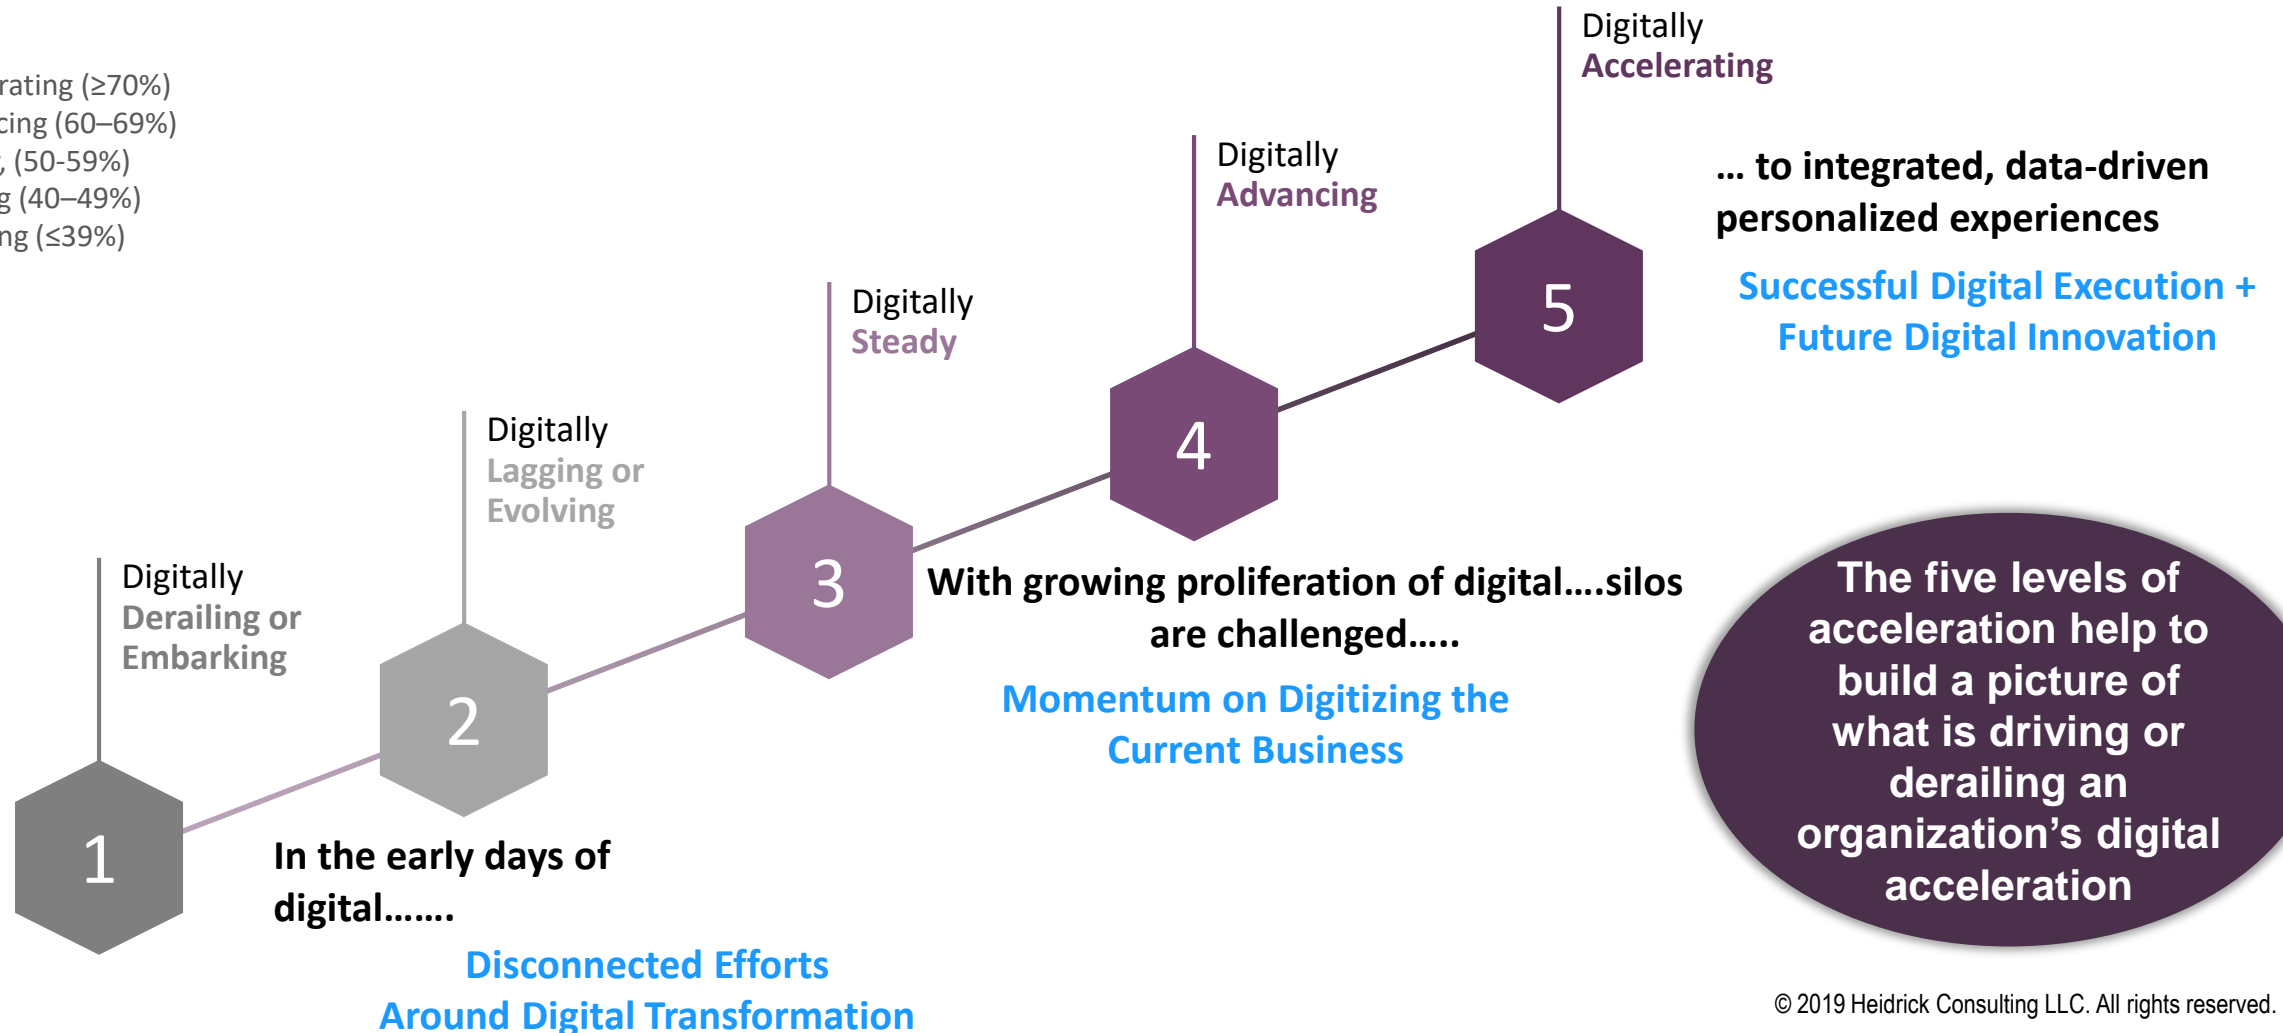 rating (≥70%)
cing (60–69%)
, (50-59%)
g (40–49%)
ng (≤39%)
Digitally
Accelerating
Digitally
Advancing
… to integrated, data-driven
personalized experiences
Successful Digital Execution +
Future Digital Innovation
5
Digitally
Steady
4
Digitally
Lagging or
Evolving
3
With growing proliferation of digital….silos
are challenged…..
Momentum on Digitizing the
Current Business
The five levels of
acceleration help to
build a picture of
what is driving or
derailing an
organization’s digital
acceleration
Digitally
Derailing or
Embarking
2
1
In the early days of
digital…….
Disconnected Efforts
Around Digital Transformation
© 2019 Heidrick Consulting LLC. All rights reserved.